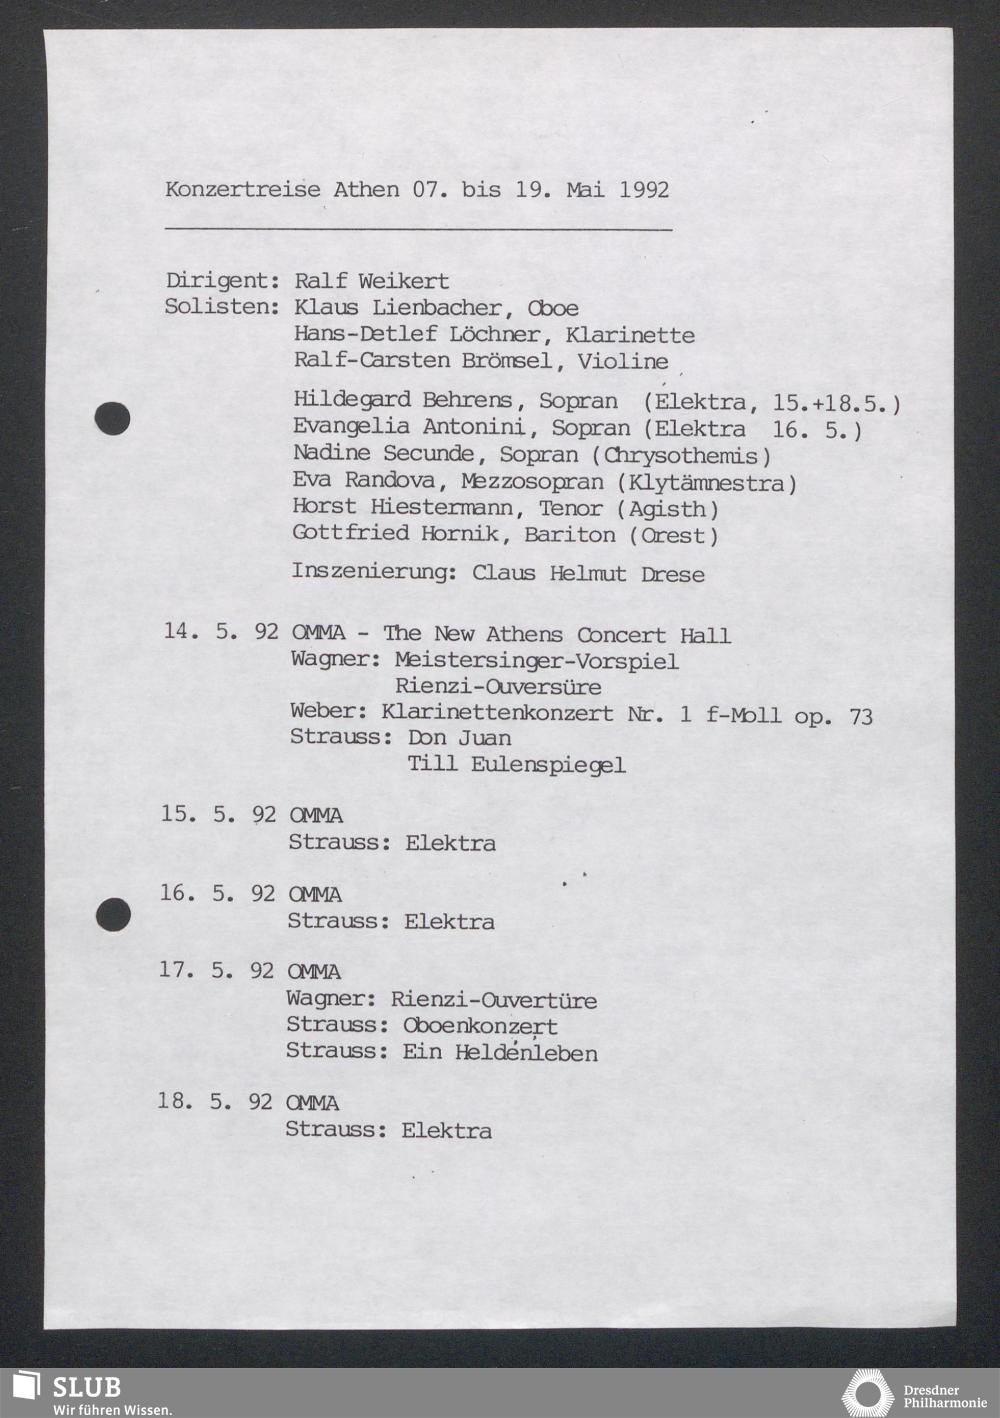 Konzertreise Athen 07. bis 19. Mai 1992
Dirigent: Ralf Weikert
Solisten: Klaus Lienbacher, Oboe
Hans-Detlef Löchner, Klarinette
Ralf-Carsten Brömsel, Violine
Hildegard Behrens, Sopran (Elektra, 15.+18.5.)
Evangelia Antonini, Sopran (Elektra 16. 5.)
Nadine Secunde, Sopran (Chrysothemis)
Eva Randova, Mezzosopran (Klytämnestra)
Horst Hiestermann, Tenor (Agisth)
Gottfried Hornik, Bariton (Orest)
Inszenierung: Claus Helmut Drese
14. 5. 92 OMMA - The New Athens Concert Hall
Wagner: Meistersinger-Vorspiel
Rienzi-Ouversüre
Weber: Klarinettenkonzert Nr. 1 f-Moll op. 73
Strauss: Don Juan
Till Eulenspiegel
15. 5. 92 OMMA
Strauss: Elektra
16. 5. 92 OMMA
Strauss: Elektra
17. 5. 92 OMMA
Wagner: Rienzi-Ouvertüre
Strauss: Oboenkonzert
Strauss: Ein Heldenleben
18. 5. 92 OMMA
Strauss: Elektra
SLUB
Wir führen Wissen.
Dresdner
Philharmonie